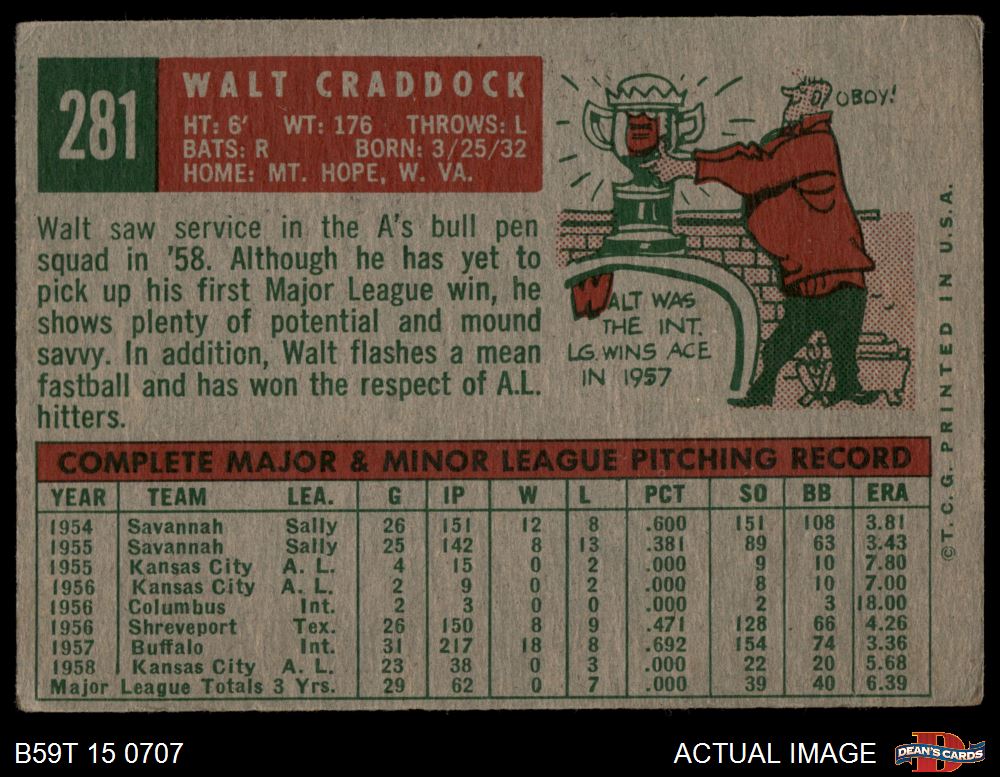 281
WALT CRADDOCK
HT: 6' WT: 176 THROWS: L
BATS: R BORN: 3/25/32
HOME: MT. HOPE, W. VA.
Walt saw service in the A's bull pen
squad in '58. Although he has yet to
pick up his first Major League win, he
shows plenty of potential and mound
savvy. In addition, Walt flashes a mean
fastball and has won the respect of A.L.
hitters.
OBOY!
WALT WAS
THE INT.
LG. WINS ACE
IN 1957
COMPLETE MAJOR & MINOR LEAGUE PITCHING RECORD
YEAR TEAM LEA. G IP W L PCT SO BB ERA
1954 Savannah Sally 26 151 12 8 .600 151 108 3.81
1955 Savannah Sally 25 142 8 13 .381 89 63 3.43
1955 Kansas City A. L. 4 15 0 2 .000 9 10 7.80
1956 Kansas City A. L. 2 9 0 2 .000 8 10 7.00
1956 Columbus Int. 2 3 0 0 .000 2 3 18.00
1956 Shreveport Tex. 26 150 8 9 .471 128 66 4.26
1957 Buffalo Int. 31 217 18 8 .692 154 74 3.36
1958 Kansas City A. L. 23 38 0 3 .000 22 20 5.68
Major League Totals 3 Yrs. 29 62 0 7 .000 39 40 6.39
© T. C. G. PRINTED IN U.S.A.
B59T 15 0707
ACTUAL IMAGE
DEAN'S CARDS